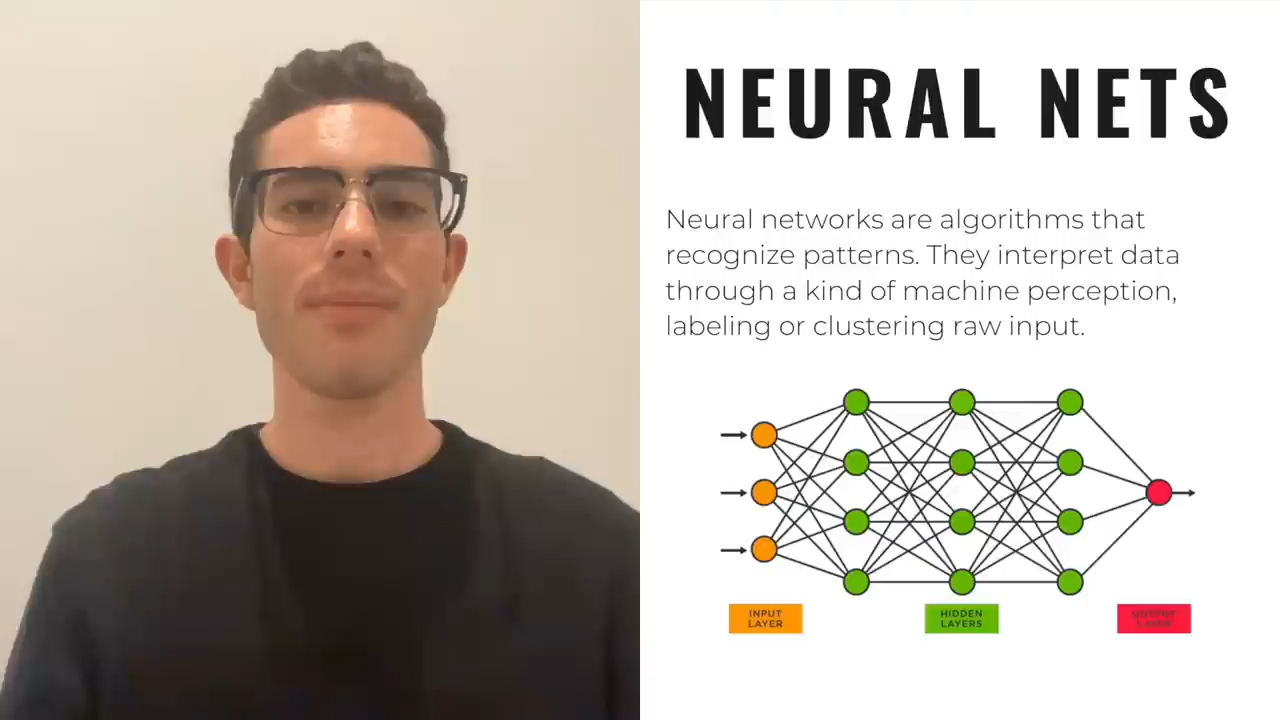 NEURAL NETS
Neural networks are algorithms that
recognize patterns. They interpret data
through a kind of machine perception,
labeling or clustering raw input.
INPUT
LAYER
HIDDEN
LAYERS